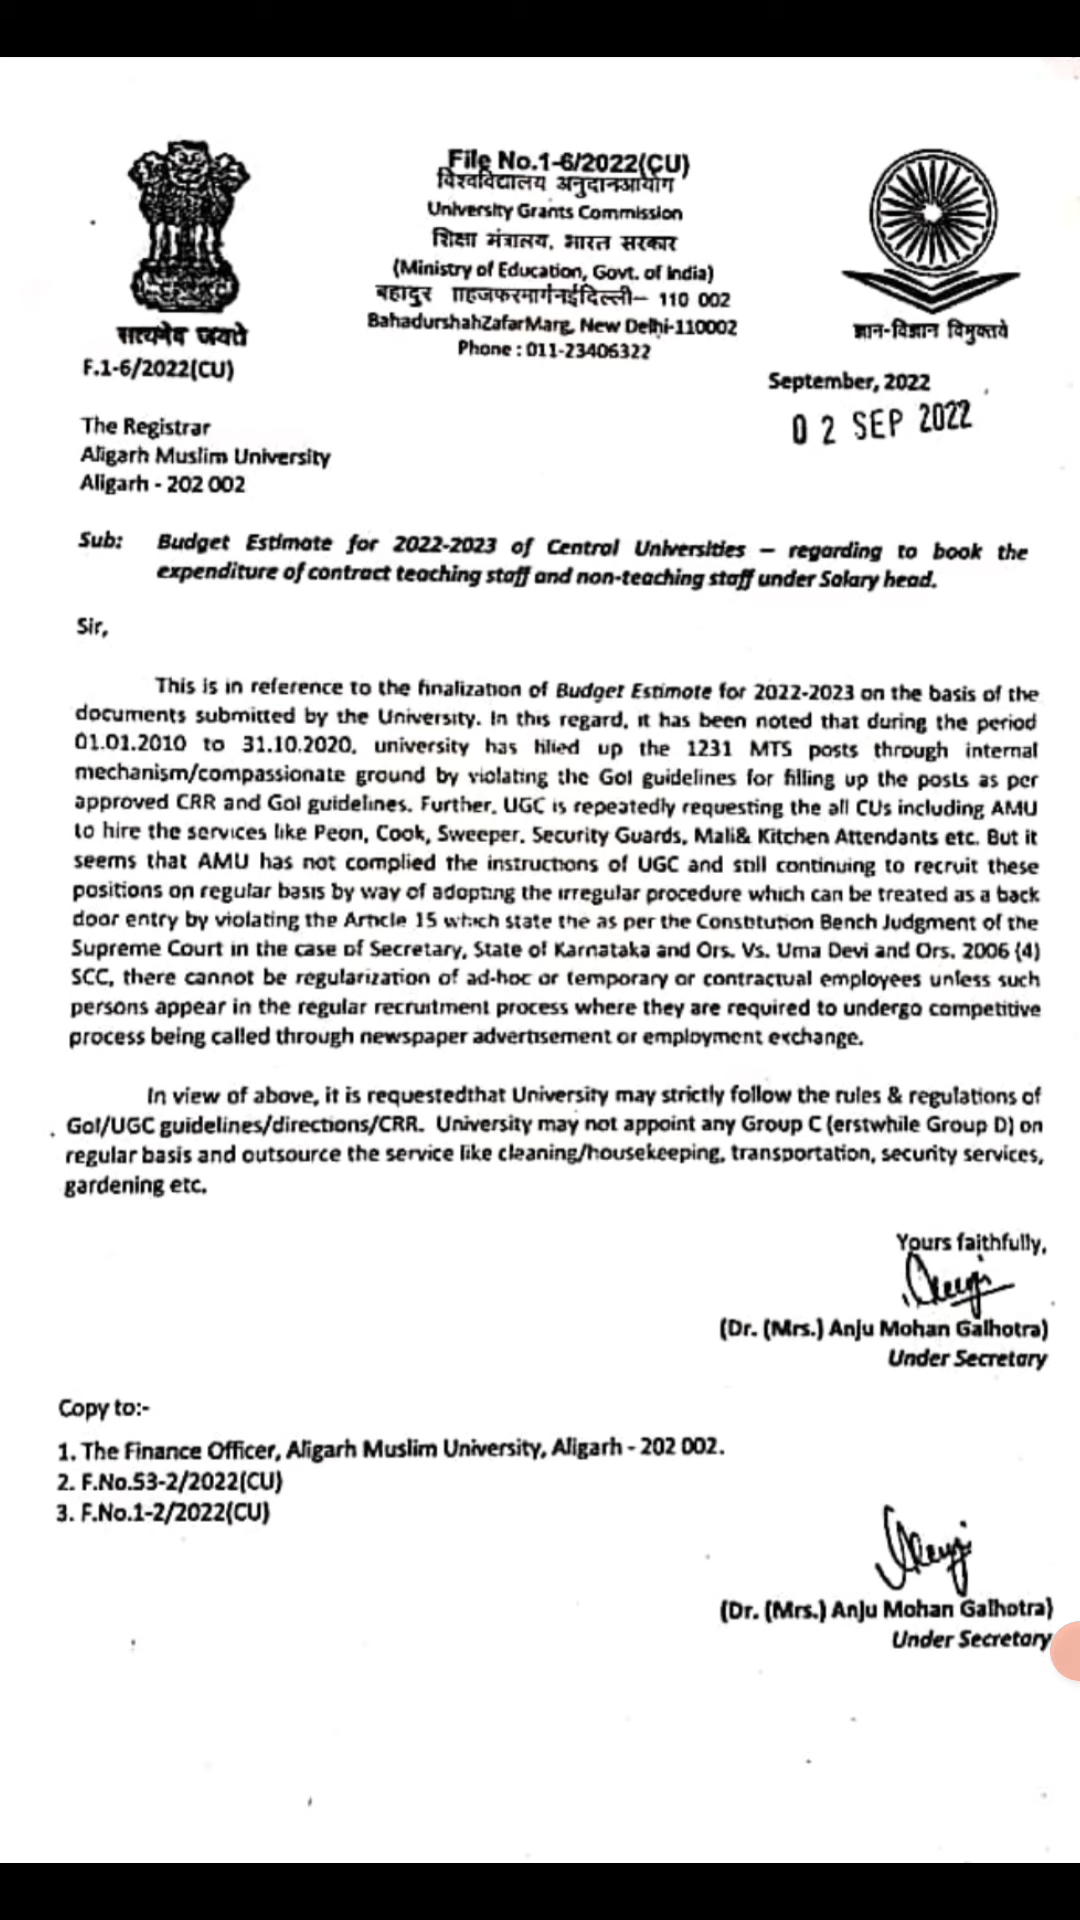 File No.1-6/2022(CU)
विश्वविद्यालय अनुदानआयोग
University Grants Commission
शिक्षा मंत्रालय, भारत सरकार
(Ministry of Education, Govt. of India)
बहादुर शाहजफरमार्गनईदिल्ली– 110 002
BahadurshahZafarMarg, New Delhi-110002
Phone : 011-23406322
सत्यमेव जयते
ज्ञान-विज्ञान विमुक्तये
F.1-6/2022(CU)
September, 2022
02 SEP 2022
The Registrar
Aligarh Muslim University
Aligarh - 202 002
Sub: Budget Estimate for 2022-2023 of Central Universities – regarding to book the
expenditure of contract teaching staff and non-teaching staff under Salary head.
Sir,
This is in reference to the finalization of Budget Estimate for 2022-2023 on the basis of the
documents submitted by the University. In this regard, it has been noted that during the period
01.01.2010 to 31.10.2020, university has filled up the 1231 MTS posts through internal
mechanism/compassionate ground by violating the GoI guidelines for filling up the posts as per
approved CRR and GoI guidelines. Further, UGC is repeatedly requesting the all CUs including AMU
to hire the services like Peon, Cook, Sweeper, Security Guards, Mali& Kitchen Attendants etc. But it
seems that AMU has not complied the instructions of UGC and still continuing to recruit these
positions on regular basis by way of adopting the irregular procedure which can be treated as a back
door entry by violating the Article 15 which state the as per the Constitution Bench Judgment of the
Supreme Court in the case of Secretary, State of Karnataka and Ors. Vs. Uma Devi and Ors. 2006 (4)
SCC, there cannot be regularization of ad-hoc or temporary or contractual employees unless such
persons appear in the regular recruitment process where they are required to undergo competitive
process being called through newspaper advertisement or employment exchange.
In view of above, it is requestedthat University may strictly follow the rules & regulations of
GoI/UGC guidelines/directions/CRR. University may not appoint any Group C (erstwhile Group D) on
regular basis and outsource the service like cleaning/housekeeping, transportation, security services,
gardening etc.
Yours faithfully,
(Dr. (Mrs.) Anju Mohan Galhotra)
Under Secretary
Copy to:-
1. The Finance Officer, Aligarh Muslim University, Aligarh - 202 002.
2. F.No.53-2/2022(CU)
3. F.No.1-2/2022(CU)
(Dr. (Mrs.) Anju Mohan Galhotra)
Under Secretary